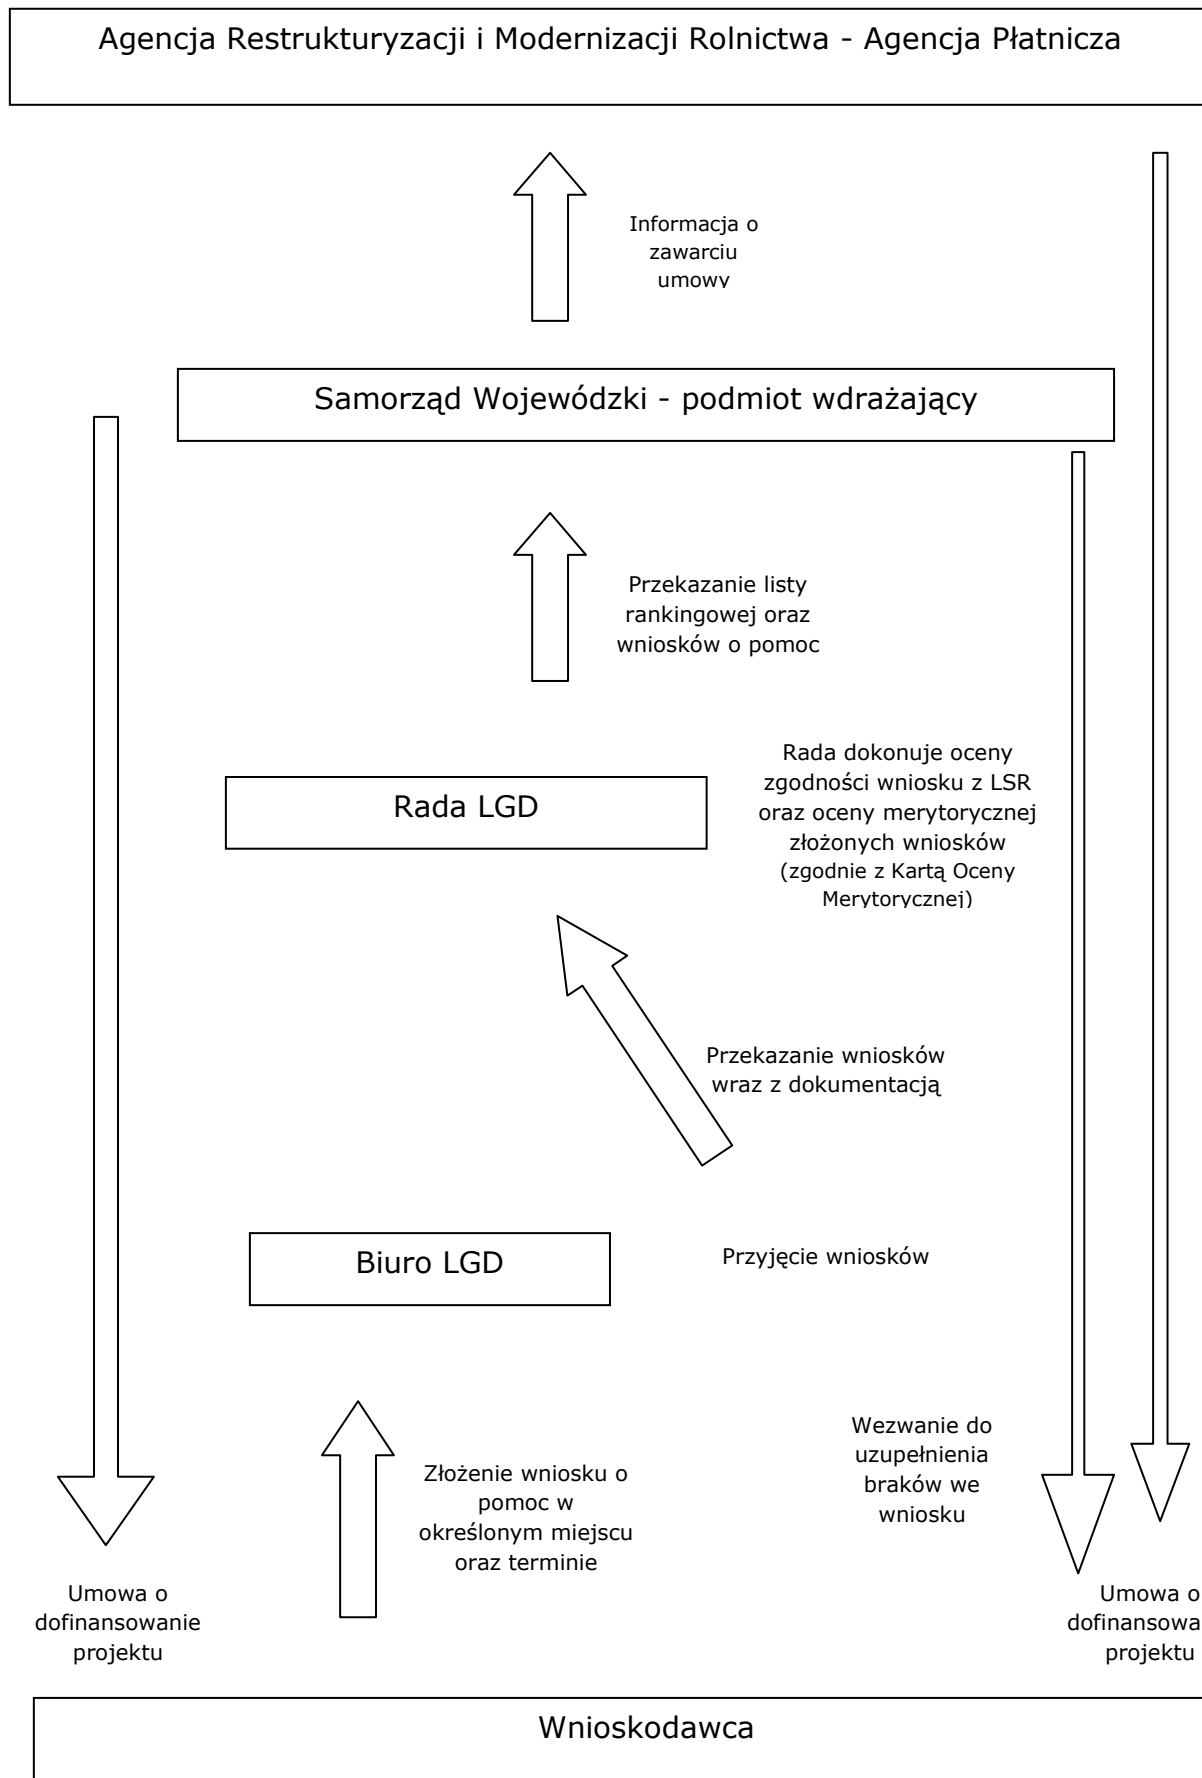 Agencja Restrukturyzacji i Modernizacji Rolnictwa - Agencja Płatnicza
Informacja o
zawarciu
umowy
Samorząd Wojewódzki - podmiot wdrażający
Przekazanie listy
rankingowej oraz
wniosków o pomoc
Rada LGD
Rada dokonuje oceny
zgodności wniosku z LSR
oraz oceny merytorycznej
złożonych wniosków
(zgodnie z Kartą Oceny
Merytorycznej)
Przekazanie wniosków
wraz z dokumentacją
Biuro LGD
Przyjęcie wniosków
Złożenie wniosku o
pomoc w
określonym miejscu
oraz terminie
Wezwanie do
uzupełnienia
braków we
wniosku
Umowa o
dofinansowanie
projektu
Umowa o
dofinansowa
projektu
Wnioskodawca